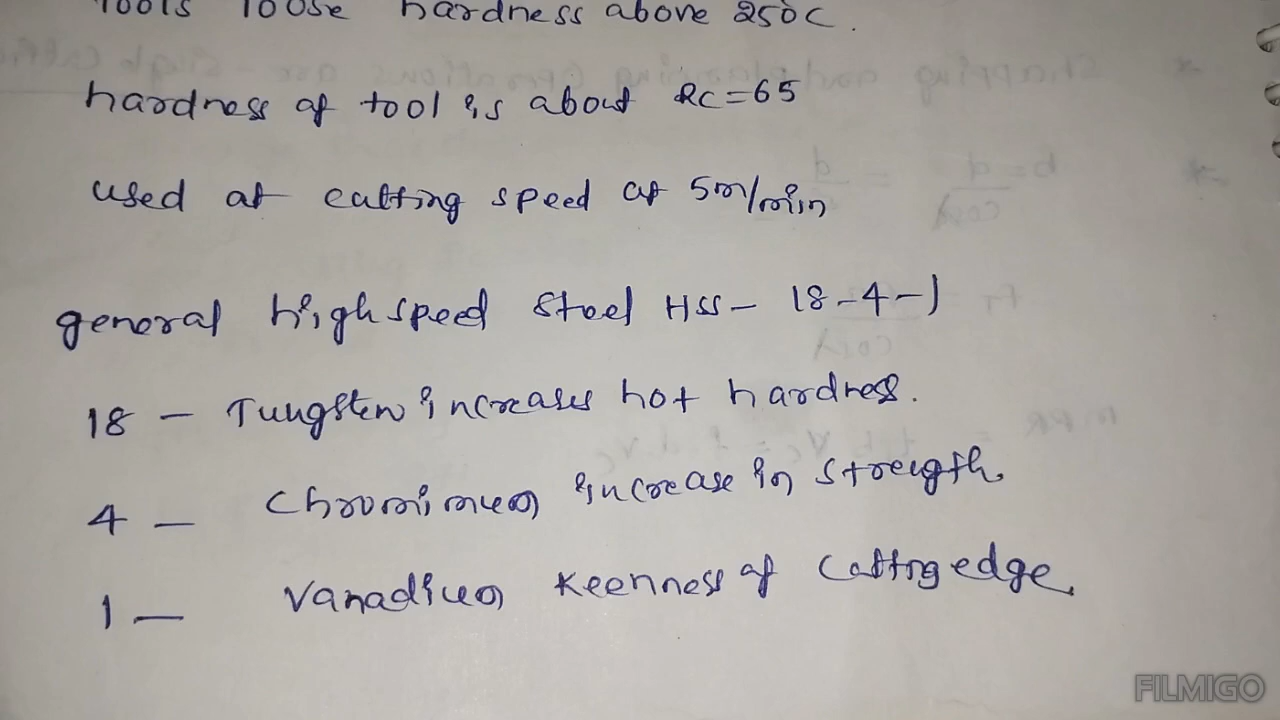 Tools loose hardness above 250c.
hardness of tool is about Rc=65
used at cutting speed of 5m/min
general high speed steel HSS- 18-4-1
18 - Tungsten increases hot hardness.
4 - Chromimum increase in strength.
1 - Vanadium Keenness of Cutting edge.
FILMIGO